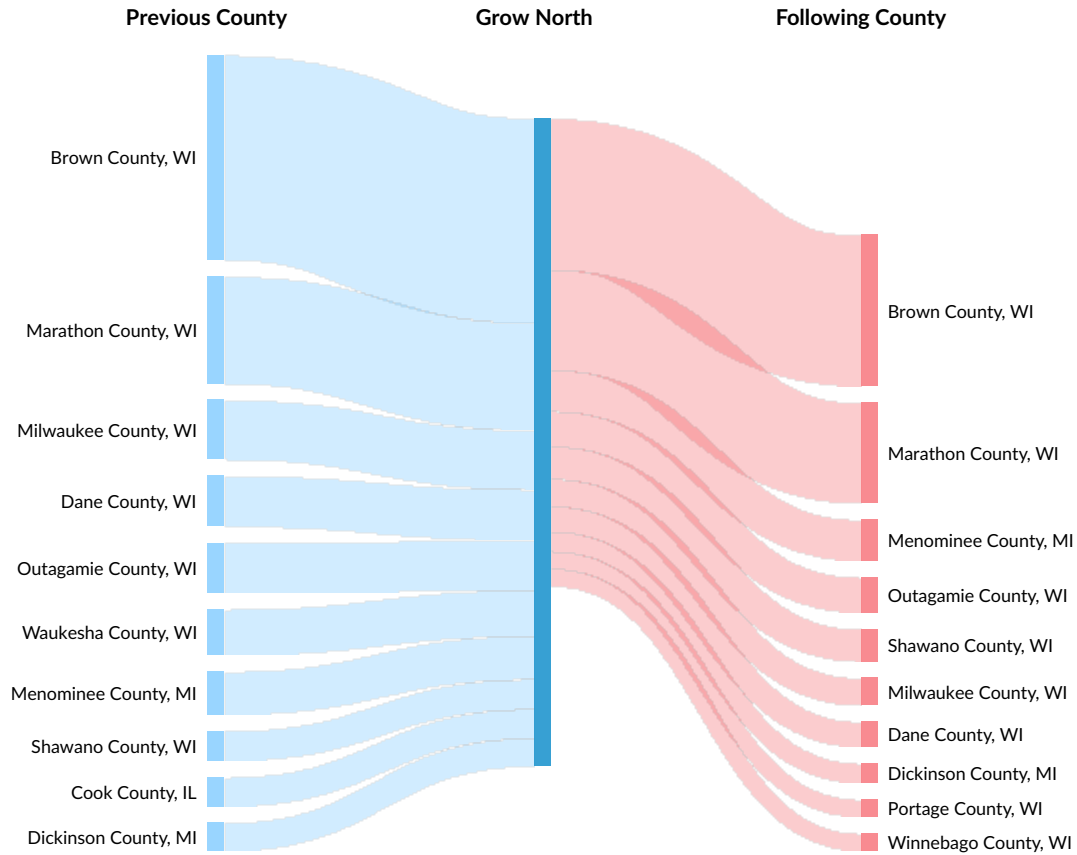 Previous County
Grow North
Following County
Brown County, WI
Marathon County, WI
Milwaukee County, WI
Dane County, WI
Outagamie County, WI
Waukesha County, WI
Menominee County, MI
Shawano County, WI
Cook County, IL
Dickinson County, MI
Brown County, WI
Marathon County, WI
Menominee County, MI
Outagamie County, WI
Shawano County, WI
Milwaukee County, WI
Dane County, WI
Dickinson County, MI
Portage County, WI
Winnebago County, WI